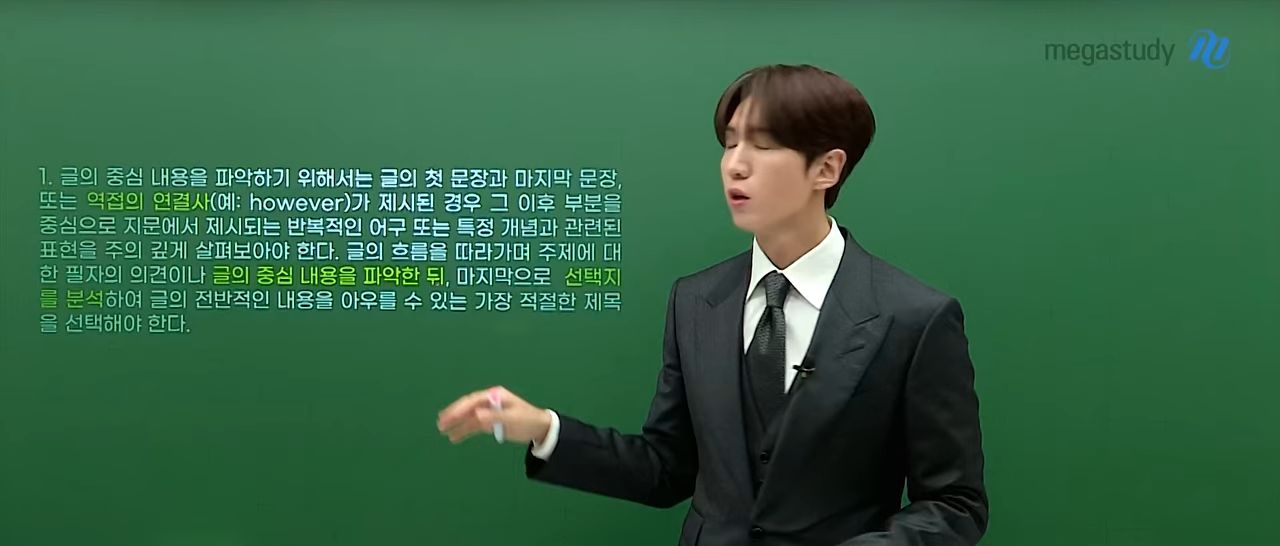 megastudy
1. 글의 중심 내용을 파악하기 위해서는 글의 첫 문장과 마지막 문장,
또는 역접의 연결사(예: however)가 제시된 경우 그 이후 부분을
중심으로 지문에서 제시되는 반복적인 어구 또는 특정 개념과 관련된
표현을 주의 깊게 살펴보아야 한다. 글의 흐름을 따라가며 주제에 대
한 필자의 의견이나 글의 중심 내용을 파악한 뒤, 마지막으로 선택지
를 분석하여 글의 전반적인 내용을 아우를 수 있는 가장 적절한 제목
을 선택해야 한다.